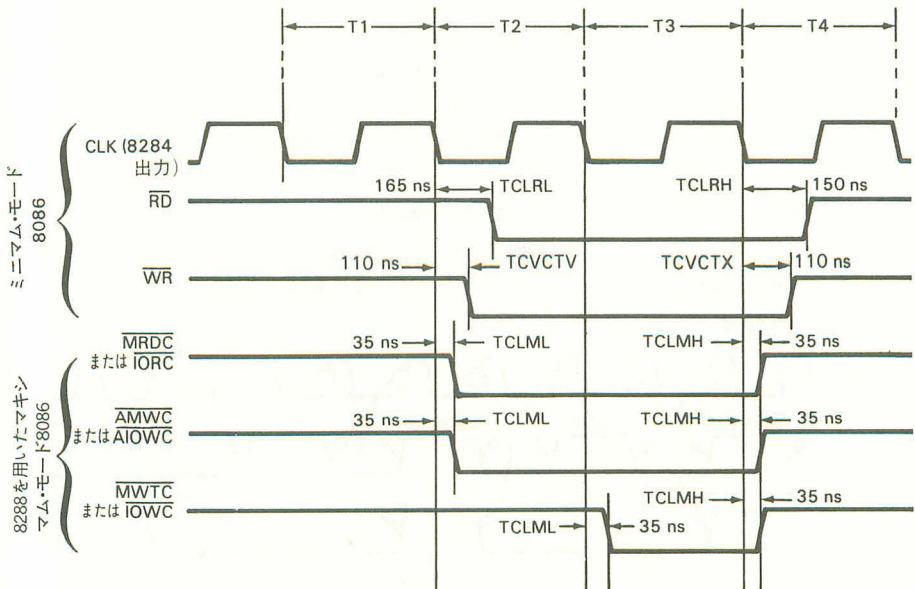 T1 T2 T3 T4
CLK (8284
出力)
165 ns TCLRL TCLRH 150 ns
RD
110 ns TCVCTV TCVCTX 110 ns
WR
ミニマム・モード
8086
MRDC 35 ns TCLML TCLMH 35 ns
または IORC
AMWC 35 ns TCLML TCLMH 35 ns
または AIOWC
MWTC TCLMH 35 ns
または IOWC TCLML 35 ns
8288を用いたマキシ
マム・モード8086